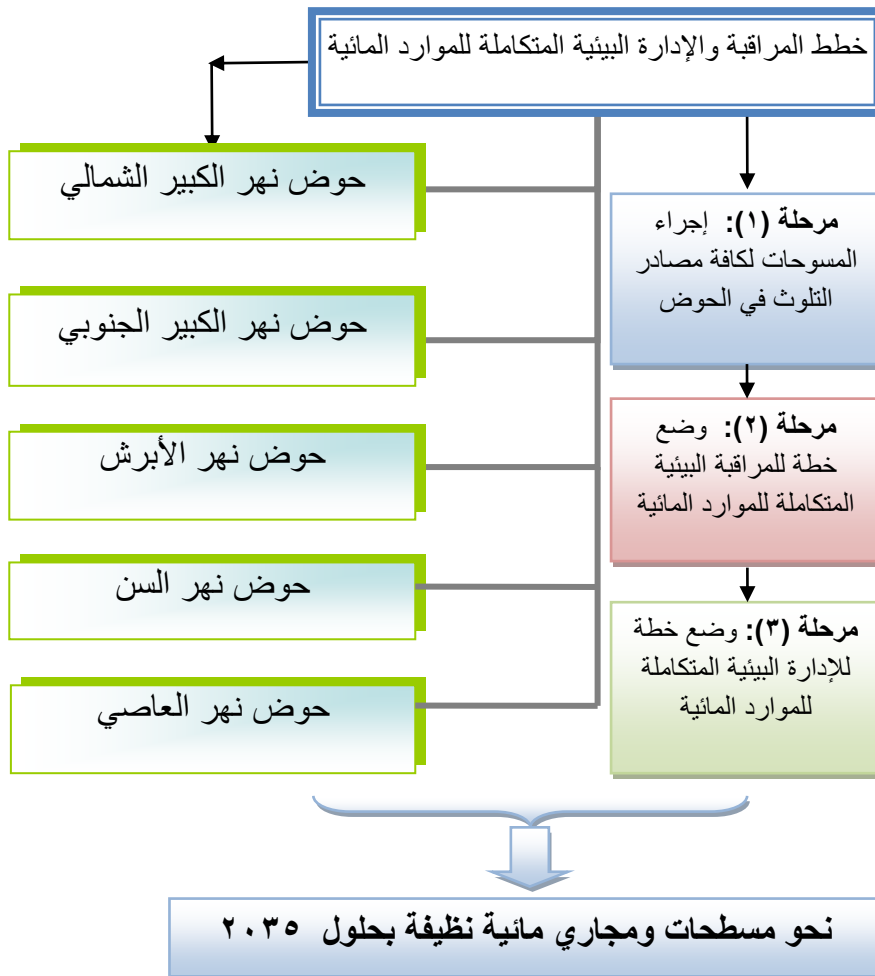 خطط المراقبة والإدارة البيئية المتكاملة للموارد المائية
حوض نهر الكبير الشمالي
حوض نهر الكبير الجنوبي
حوض نهر الأبرش
حوض نهر السن
حوض نهر العاصي
مرحلة (١): إجراء
المسوحات لكافة مصادر
التلوث في الحوض
مرحلة (٢): وضع
خطة للمراقبة البيئية
المتكاملة للموارد المائية
مرحلة (٣): وضع خطة
للإدارة البيئية المتكاملة
للموارد المائية
نحو مسطحات ومجاري مائية نظيفة بحلول ٢٠٣٥